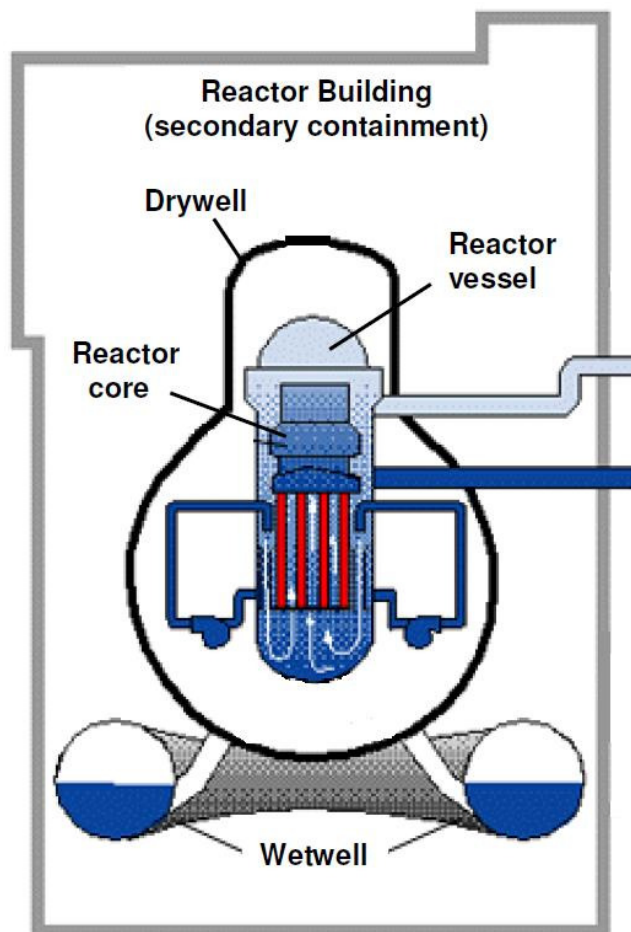 Reactor Building
(secondary containment)
Drywell
Reactor
vessel
Reactor
core
Wetwell